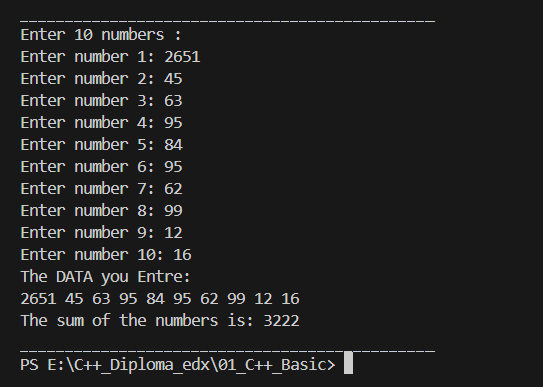 __________________________________________
Enter 10 numbers :
Enter number 1: 2651
Enter number 2: 45
Enter number 3: 63
Enter number 4: 95
Enter number 5: 84
Enter number 6: 95
Enter number 7: 62
Enter number 8: 99
Enter number 9: 12
Enter number 10: 16
The DATA you Entre:
2651 45 63 95 84 95 62 99 12 16
The sum of the numbers is: 3222
__________________________________________
PS E:\C++_Diploma_edx\01_C++_Basic>